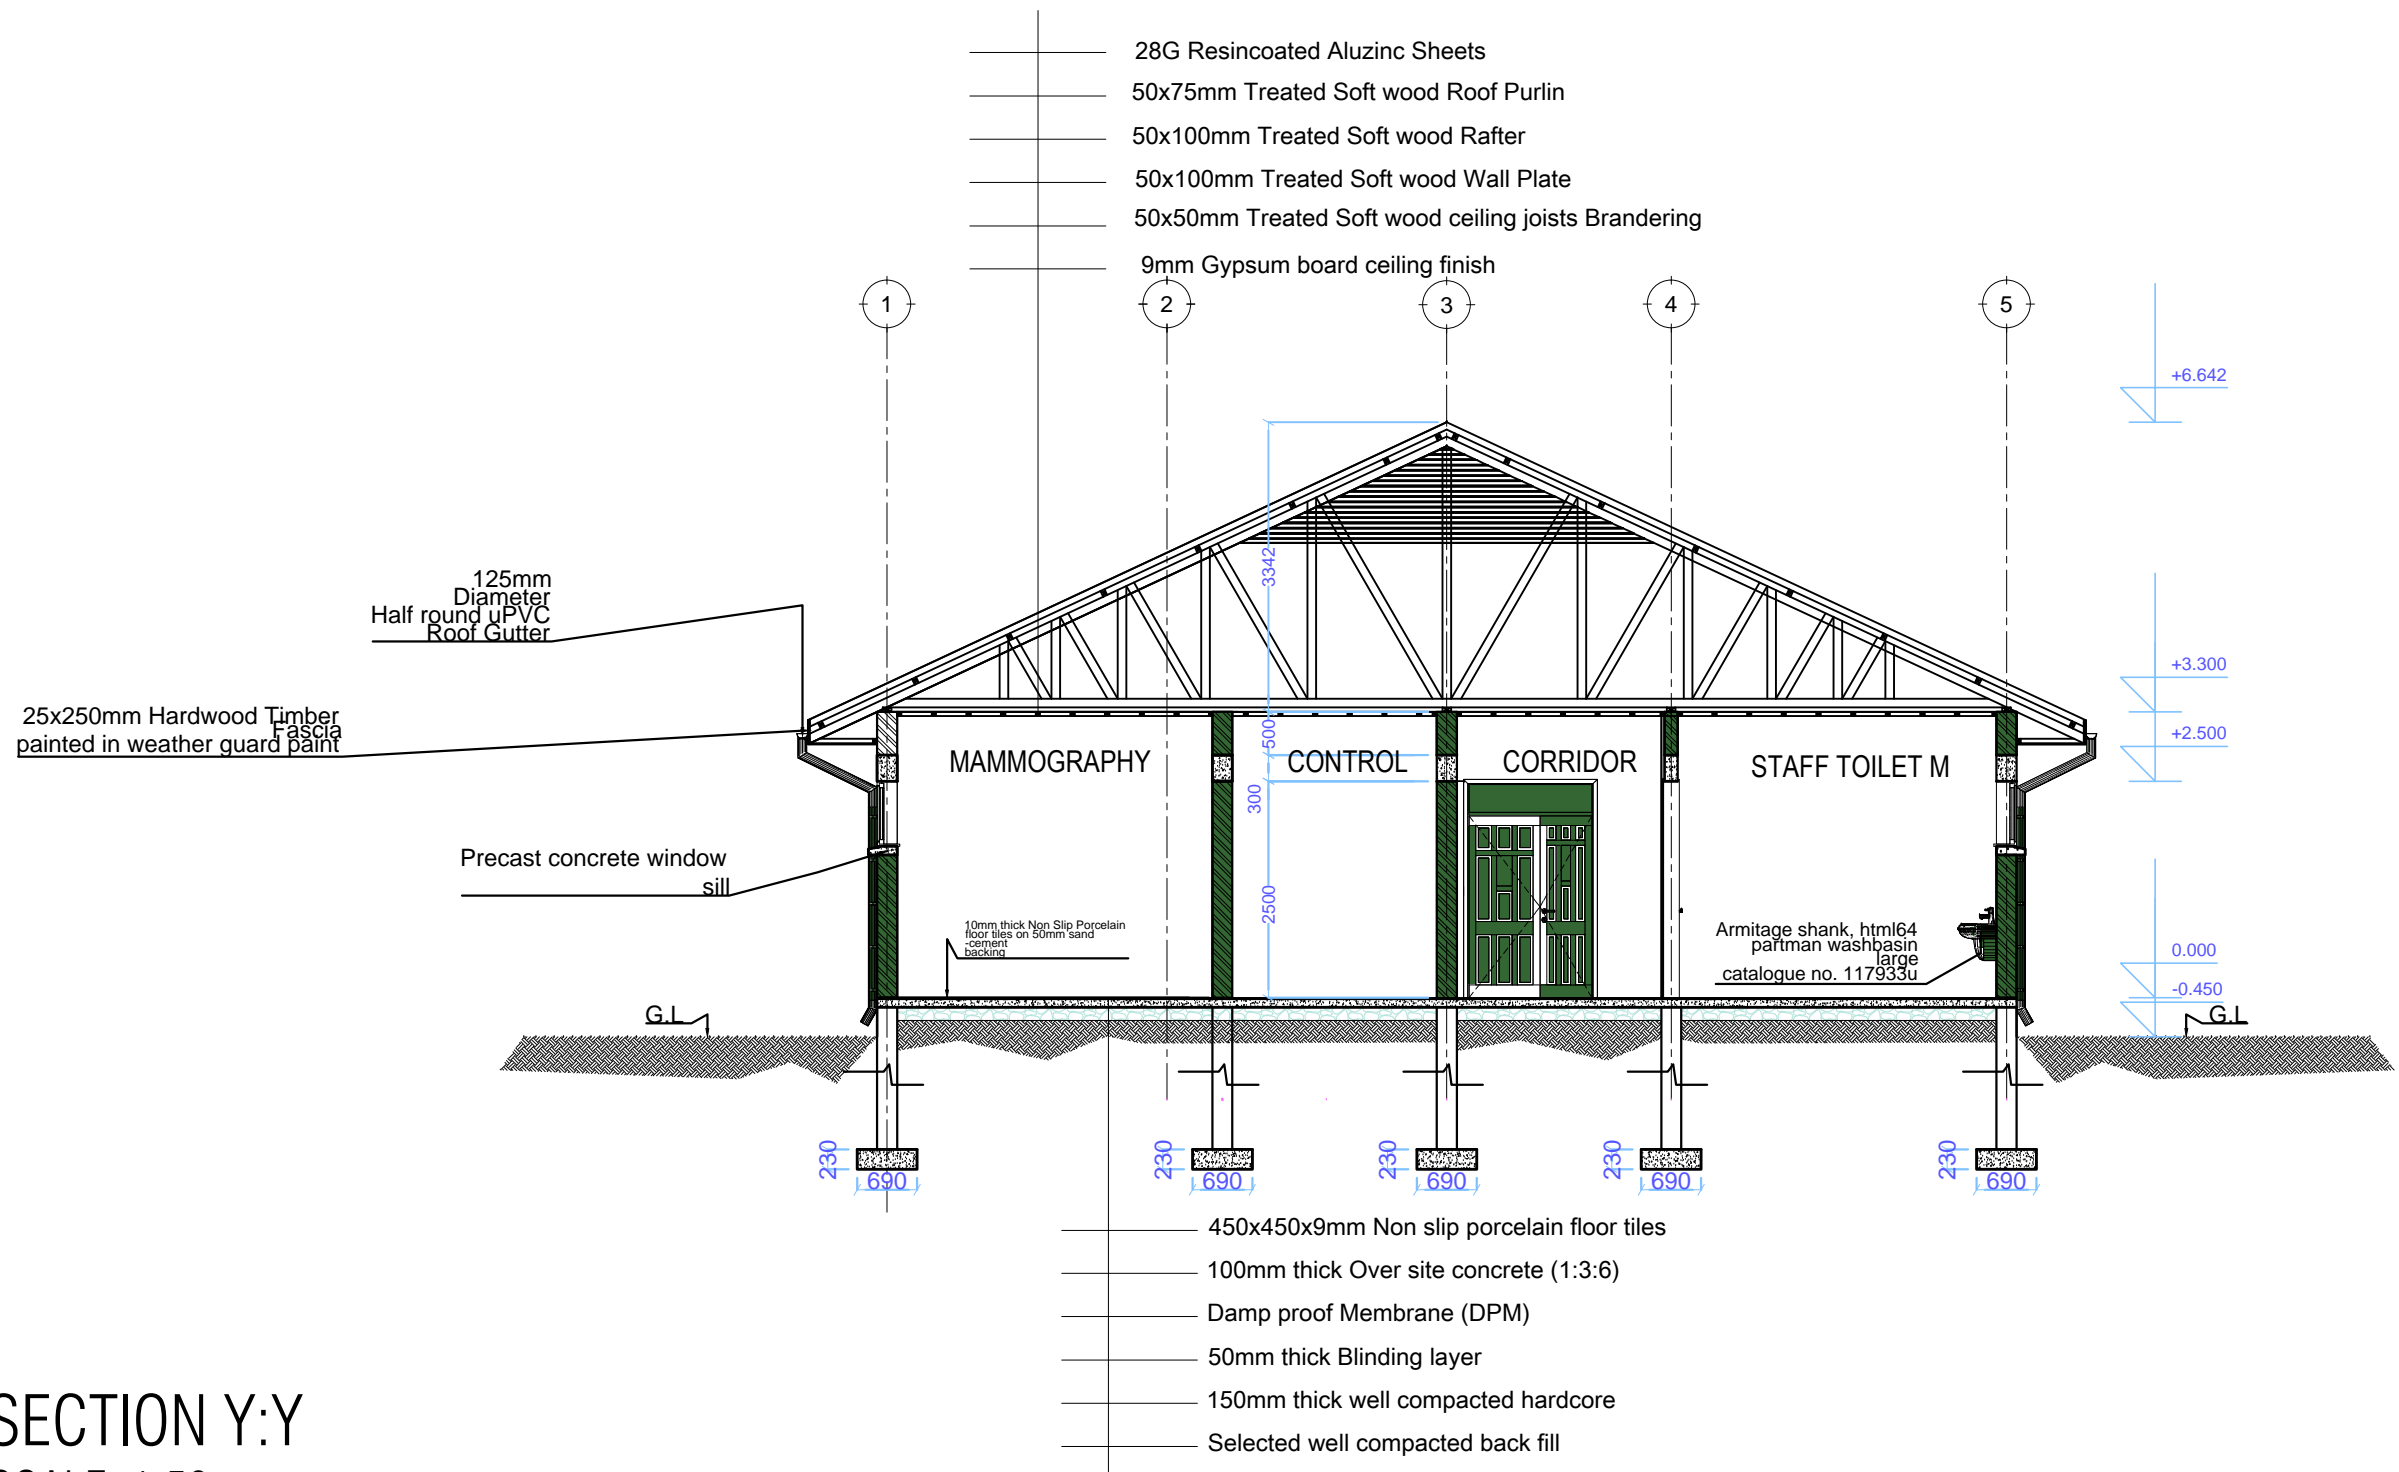 28G Resincoated Aluzinc Sheets
50x75mm Treated Soft wood Roof Purlin
50x100mm Treated Soft wood Rafter
50x100mm Treated Soft wood Wall Plate
50x50mm Treated Soft wood ceiling joists Brandering
9mm Gypsum board ceiling finish
1
2
3
4
5
+6.642
+3.300
+2.500
0.000
-0.450
3342
500
300
2500
125mm
Diameter
Half round uPVC
Roof Gutter
25x250mm Hardwood Timber
Fascia
painted in weather guard paint
MAMMOGRAPHY
CONTROL
CORRIDOR
STAFF TOILET M
Precast concrete window
sill
10mm thick Non Slip Porcelain
floor tiles on 50mm sand
-cement
backing
Armitage shank, html64
partman washbasin
large
catalogue no. 117933u
G.L
G.L
230
690
230
690
230
690
230
690
230
690
450x450x9mm Non slip porcelain floor tiles
100mm thick Over site concrete (1:3:6)
Damp proof Membrane (DPM)
50mm thick Blinding layer
150mm thick well compacted hardcore
Selected well compacted back fill
SECTION Y:Y